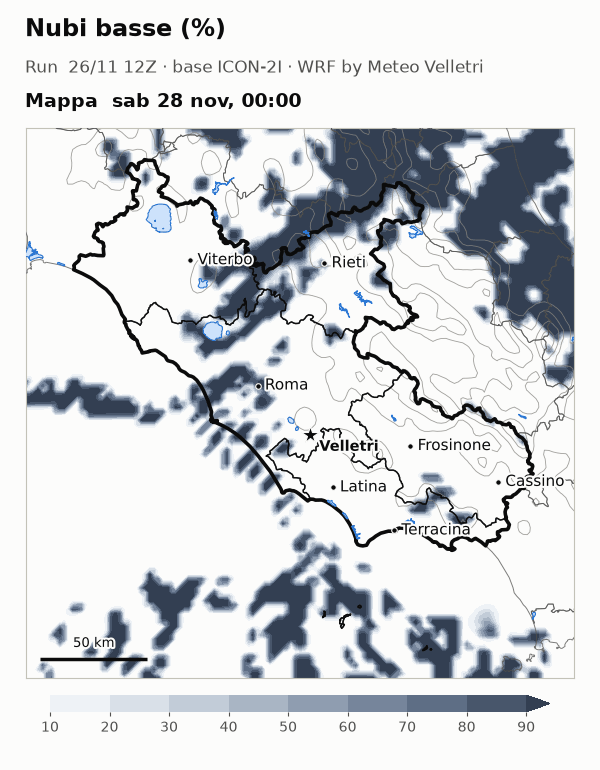 Nubi basse (%)
Run  26/11 12Z · base ICON-2I · WRF by Meteo Velletri
Mappa  sab 28 nov, 00:00
Viterbo
Rieti
Roma
Velletri
Frosinone
Latina
Cassino
Terracina
50 km
10 20 30 40 50 60 70 80 90